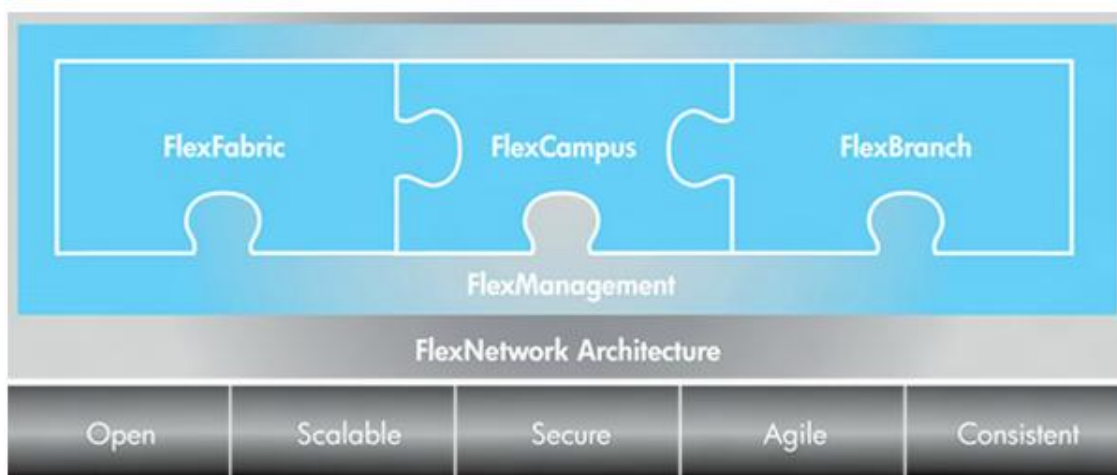 FlexFabric FlexCampus FlexBranch
FlexManagement
FlexNetwork Architecture
Open Scalable Secure Agile Consistent